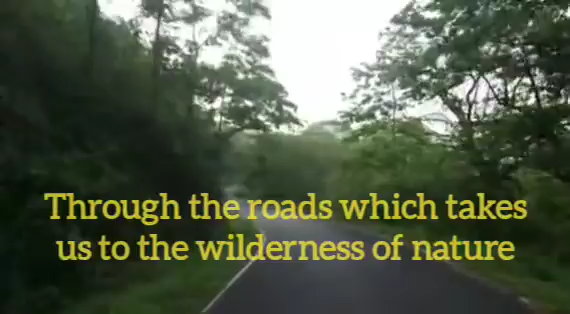 Through the roads which takes
us to the wilderness of nature